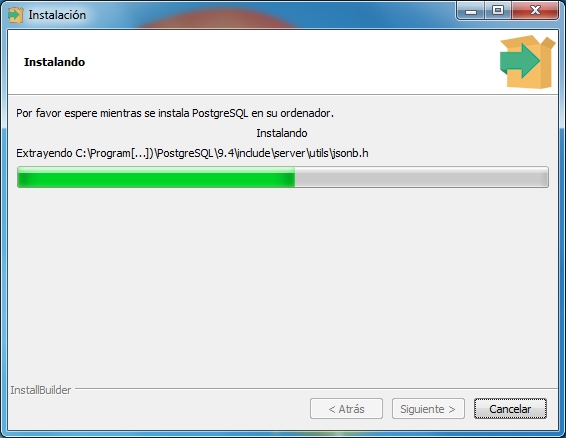 Instalación
Instalando
Por favor espere mientras se instala PostgreSQL en su ordenador.
Instalando
Extrayendo C:\Program[...])\PostgreSQL\9.4\include\server\utils\jsonb.h
InstallBuilder
< Atrás
Siguiente >
Cancelar